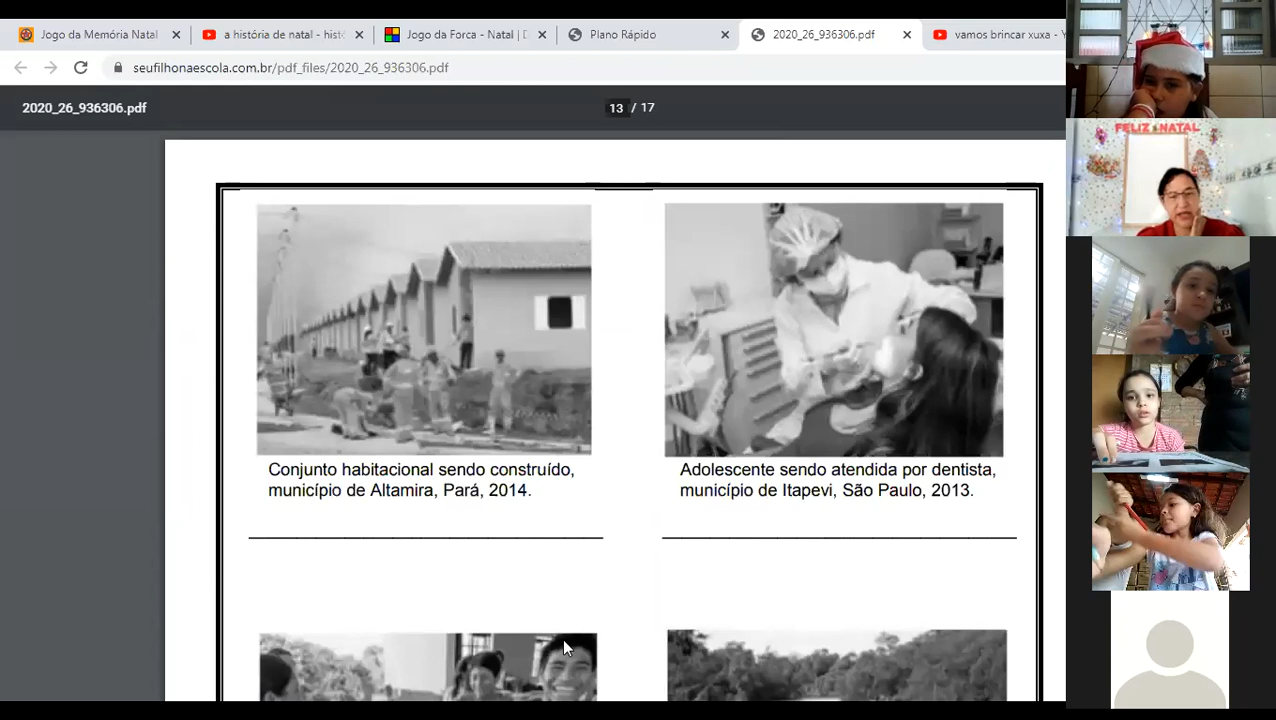 Jogo da Memória Natal
a história de natal - hist
Jogo da Natal | D
Plano Rápido
2020_26_936306.pdf
vamos brincar xuxa - Y
seufilhonaescola.com.br/pdf_files/2020_26_936306.pdf
2020_26_936306.pdf
13 / 17
FELIZ NATAL
Conjunto habitacional sendo construído,
município de Altamira, Pará, 2014.
Adolescente sendo atendida por dentista,
município de Itapevi, São Paulo, 2013.